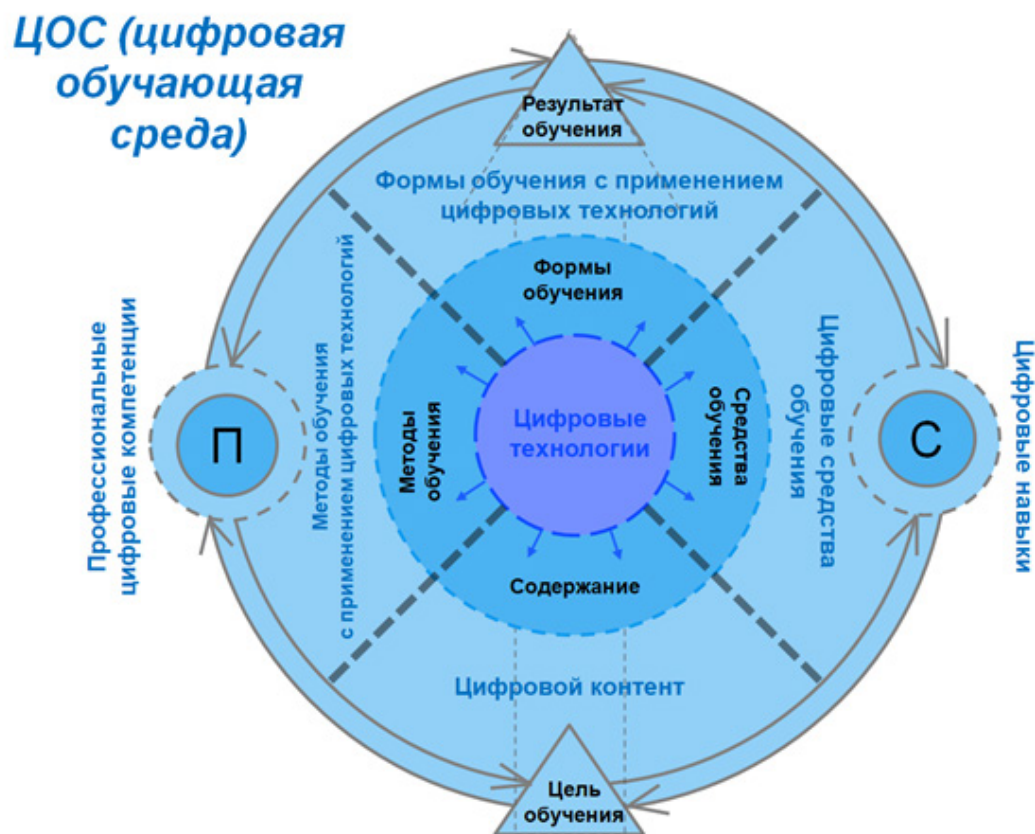 ЦОС (цифровая
обучающая
среда)
Результат
обучения
Формы обучения с применением
цифровых технологий
Формы
обучения
Профессиональные
цифровые компетенции
П
Методы обучения
с применением цифровых технологий
Методы
обучения
Цифровые
технологии
Средства
обучения
Цифровые средства
обучения
С
Цифровые навыки
Содержание
Цифровой контент
Цель
обучения